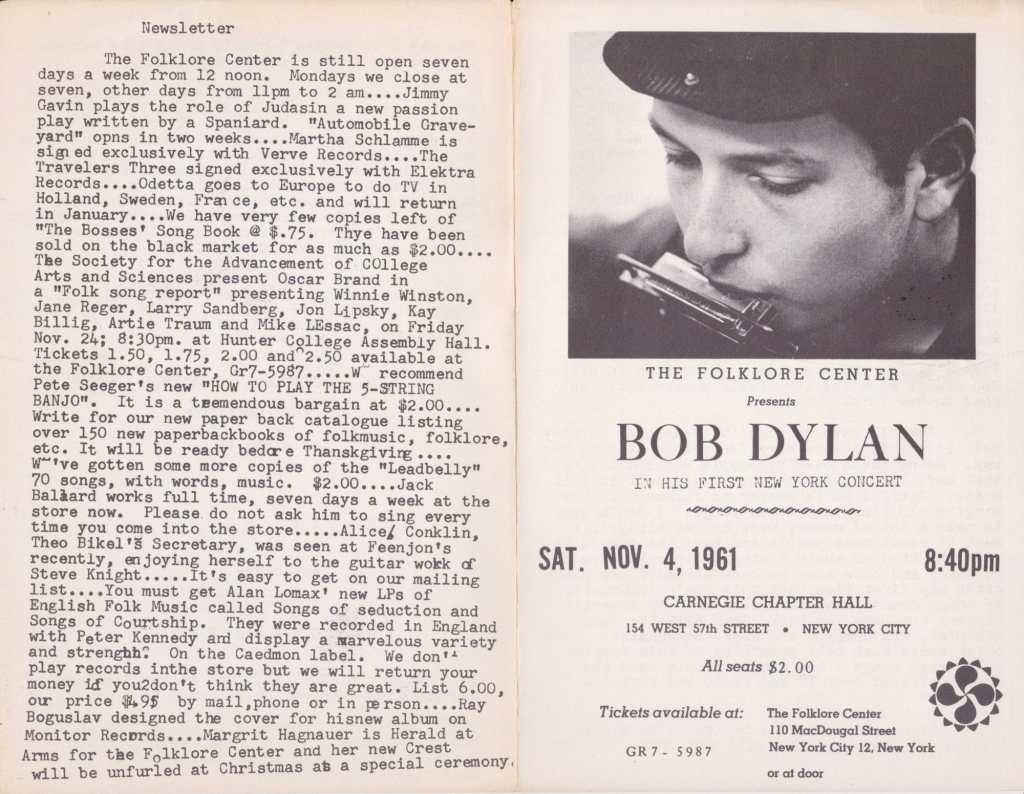 Newsletter
The Folklore Center is still open seven
days a week from 12 noon. Mondays we close at
seven, other days from 11pm to 2 am....Jimmy
Gavin plays the role of Judasin a new passion
play written by a Spaniard. "Automobile Grave-
yard" opns in two weeks....Martha Schlamme is
signed exclusively with Verve Records....The
Travelers Three signed exclusively with Elektra
Records....Odetta goes to Europe to do TV in
Holland, Sweden, France, etc. and will return
in January....We have very few copies left of
"The Bosses' Song Book @ $.75. Thye have been
sold on the black market for as much as $2.00....
The Society for the Advancement of COllege
Arts and Sciences present Oscar Brand in
a "Folk song report" presenting Winnie Winston,
Jane Reger, Larry Sandberg, Jon Lipsky, Kay
Billig, Artie Traum and Mike LEssac, on Friday
Nov. 24; 8:30pm. at Hunter College Assembly Hall.
Tickets 1.50, 1.75, 2.00 and 2.50 available at
the Folklore Center, Gr7-5987.....W recommend
Pete Seeger's new "HOW TO PLAY THE 5-STRING
BANJO". It is a tremendous bargain at $2.00....
Write for our new paper back catalogue listing
over 150 new paperbackbooks of folkmusic, folklore,
etc. It will be ready bedore Thanskgiving....
W~'ve gotten some more copies of the "Leadbelly"
70 songs, with words, music. $2.00....Jack
Ballard works full time, seven days a week at the
store now. Please do not ask him to sing every
time you come into the store.....Alice Conklin,
Theo Bikel's Secretary, was seen at Feenjon's
recently, enjoying herself to the guitar work of
Steve Knight.....It's easy to get on our mailing
list....You must get Alan Lomax' new LPs of
English Folk Music called Songs of seduction and
Songs of Courtship. They were recorded in England
with Peter Kennedy and display a marvelous variety
and strength? On the Caedmon label. We don't
play records inthe store but we will return your
money if you2don't think they are great. List 6.00,
our price $4.95 by mail,phone or in person....Ray
Boguslav designed the cover for hisnew album on
Monitor Records....Margrit Hagnauer is Herald at
Arms for the Folklore Center and her new Crest
will be unfurled at Christmas at a special ceremony.
THE FOLKLORE CENTER
Presents
BOB DYLAN
IN HIS FIRST NEW YORK CONCERT
SAT. NOV. 4, 1961 8:40pm
CARNEGIE CHAPTER HALL
154 WEST 57th STREET • NEW YORK CITY
All seats $2.00
Tickets available at: The Folklore Center
110 MacDougal Street
GR7-5987 New York City 12, New York
or at door